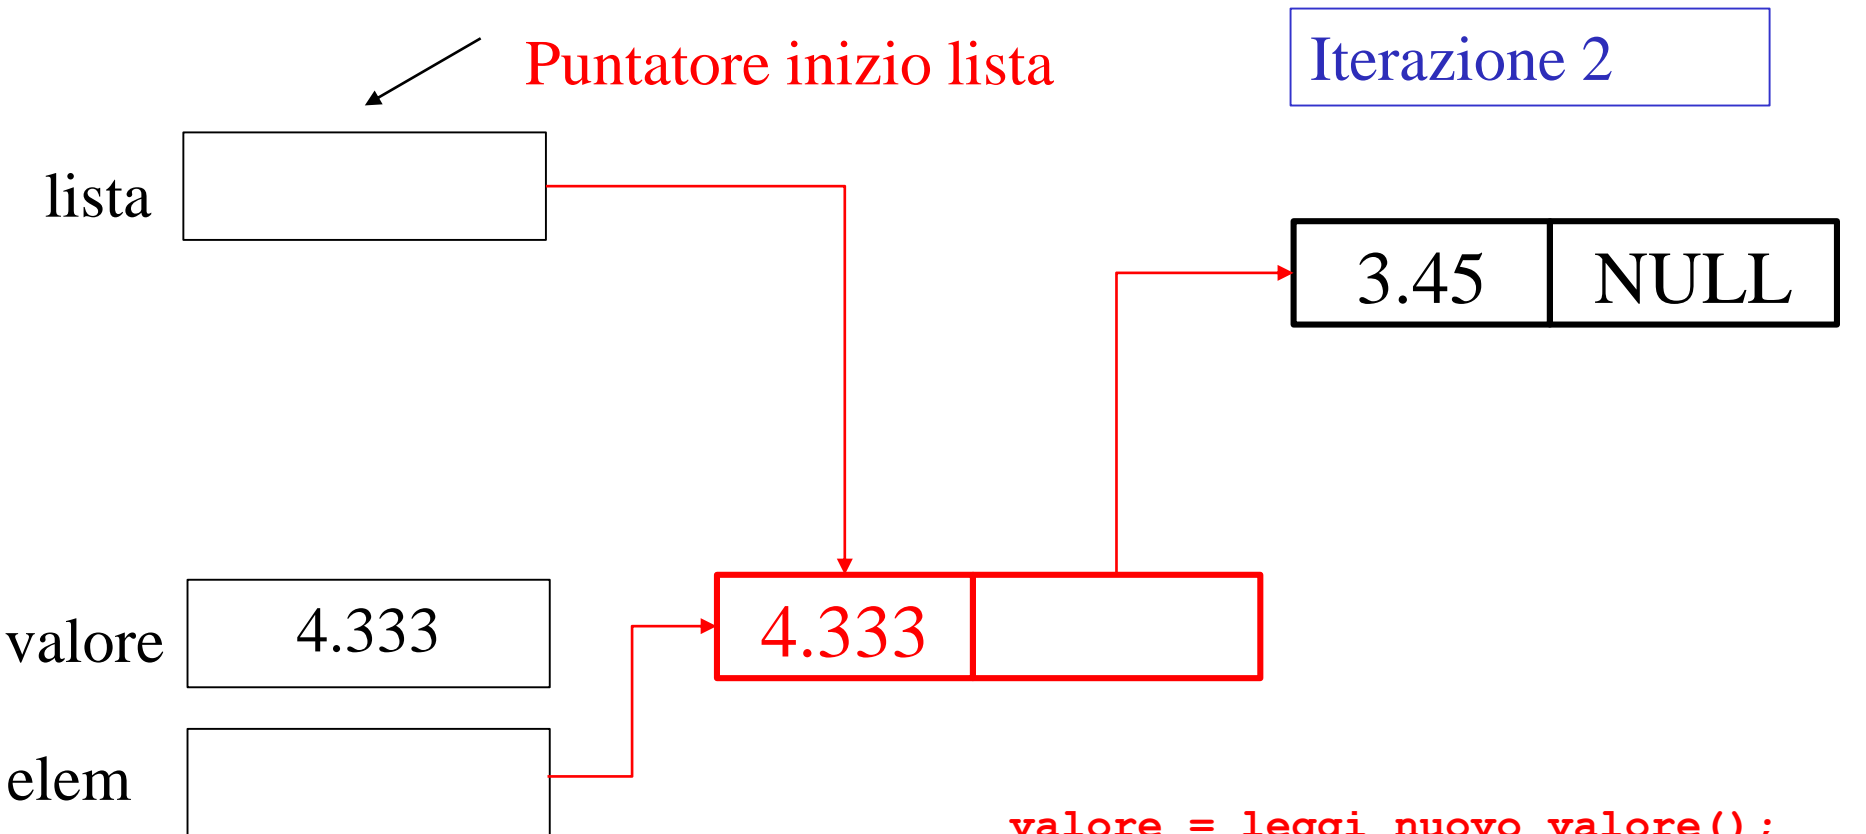 Puntatore inizio lista
Iterazione 2
lista
3.45 NULL
valore 4.333
4.333
elem
valore = leggi_nuovo_valore();